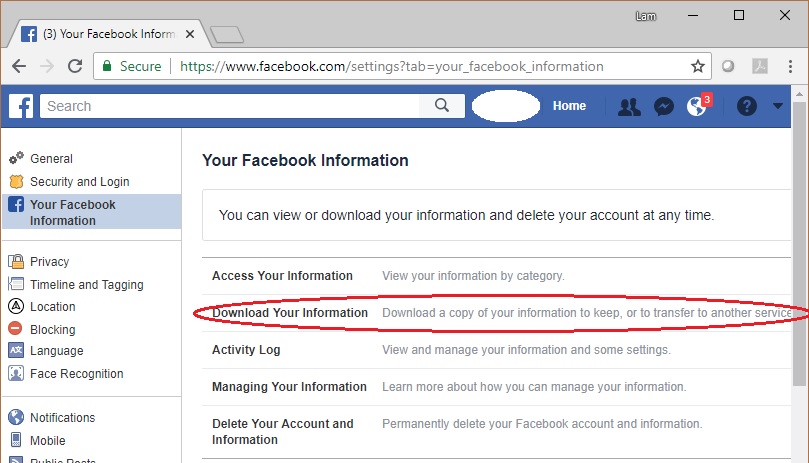 Lam
(3) Your Facebook Inform
Secure https://www.facebook.com/settings?tab=your_facebook_information
Search Home 3
General
Security and Login
Your Facebook
Information
Privacy
Timeline and Tagging
Location
Blocking
Language
Face Recognition
Notifications
Mobile
Public Posts
Your Facebook Information
You can view or download your information and delete your account at any time.
Access Your Information View your information by category.
Download Your Information Download a copy of your information to keep, or to transfer to another service
Activity Log View and manage your information and some settings.
Managing Your Information Learn more about how you can manage your information.
Delete Your Account and Permanently delete your Facebook account and information.
Information